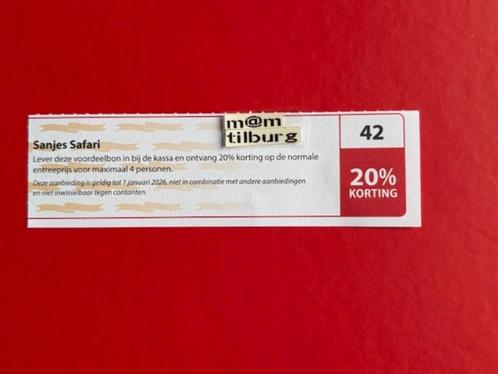 m@m
tilburg
Sanjes Safari
Lever deze voordeelbon in bij de kassa en ontvang 20% korting op de normale
entreeprijs voor maximaal 4 personen.
Deze aanbieding is geldig tot 1 januari 2026, niet in combinatie met andere aanbiedingen
en niet inwisselbaar tegen contanten.
42
20%
KORTING